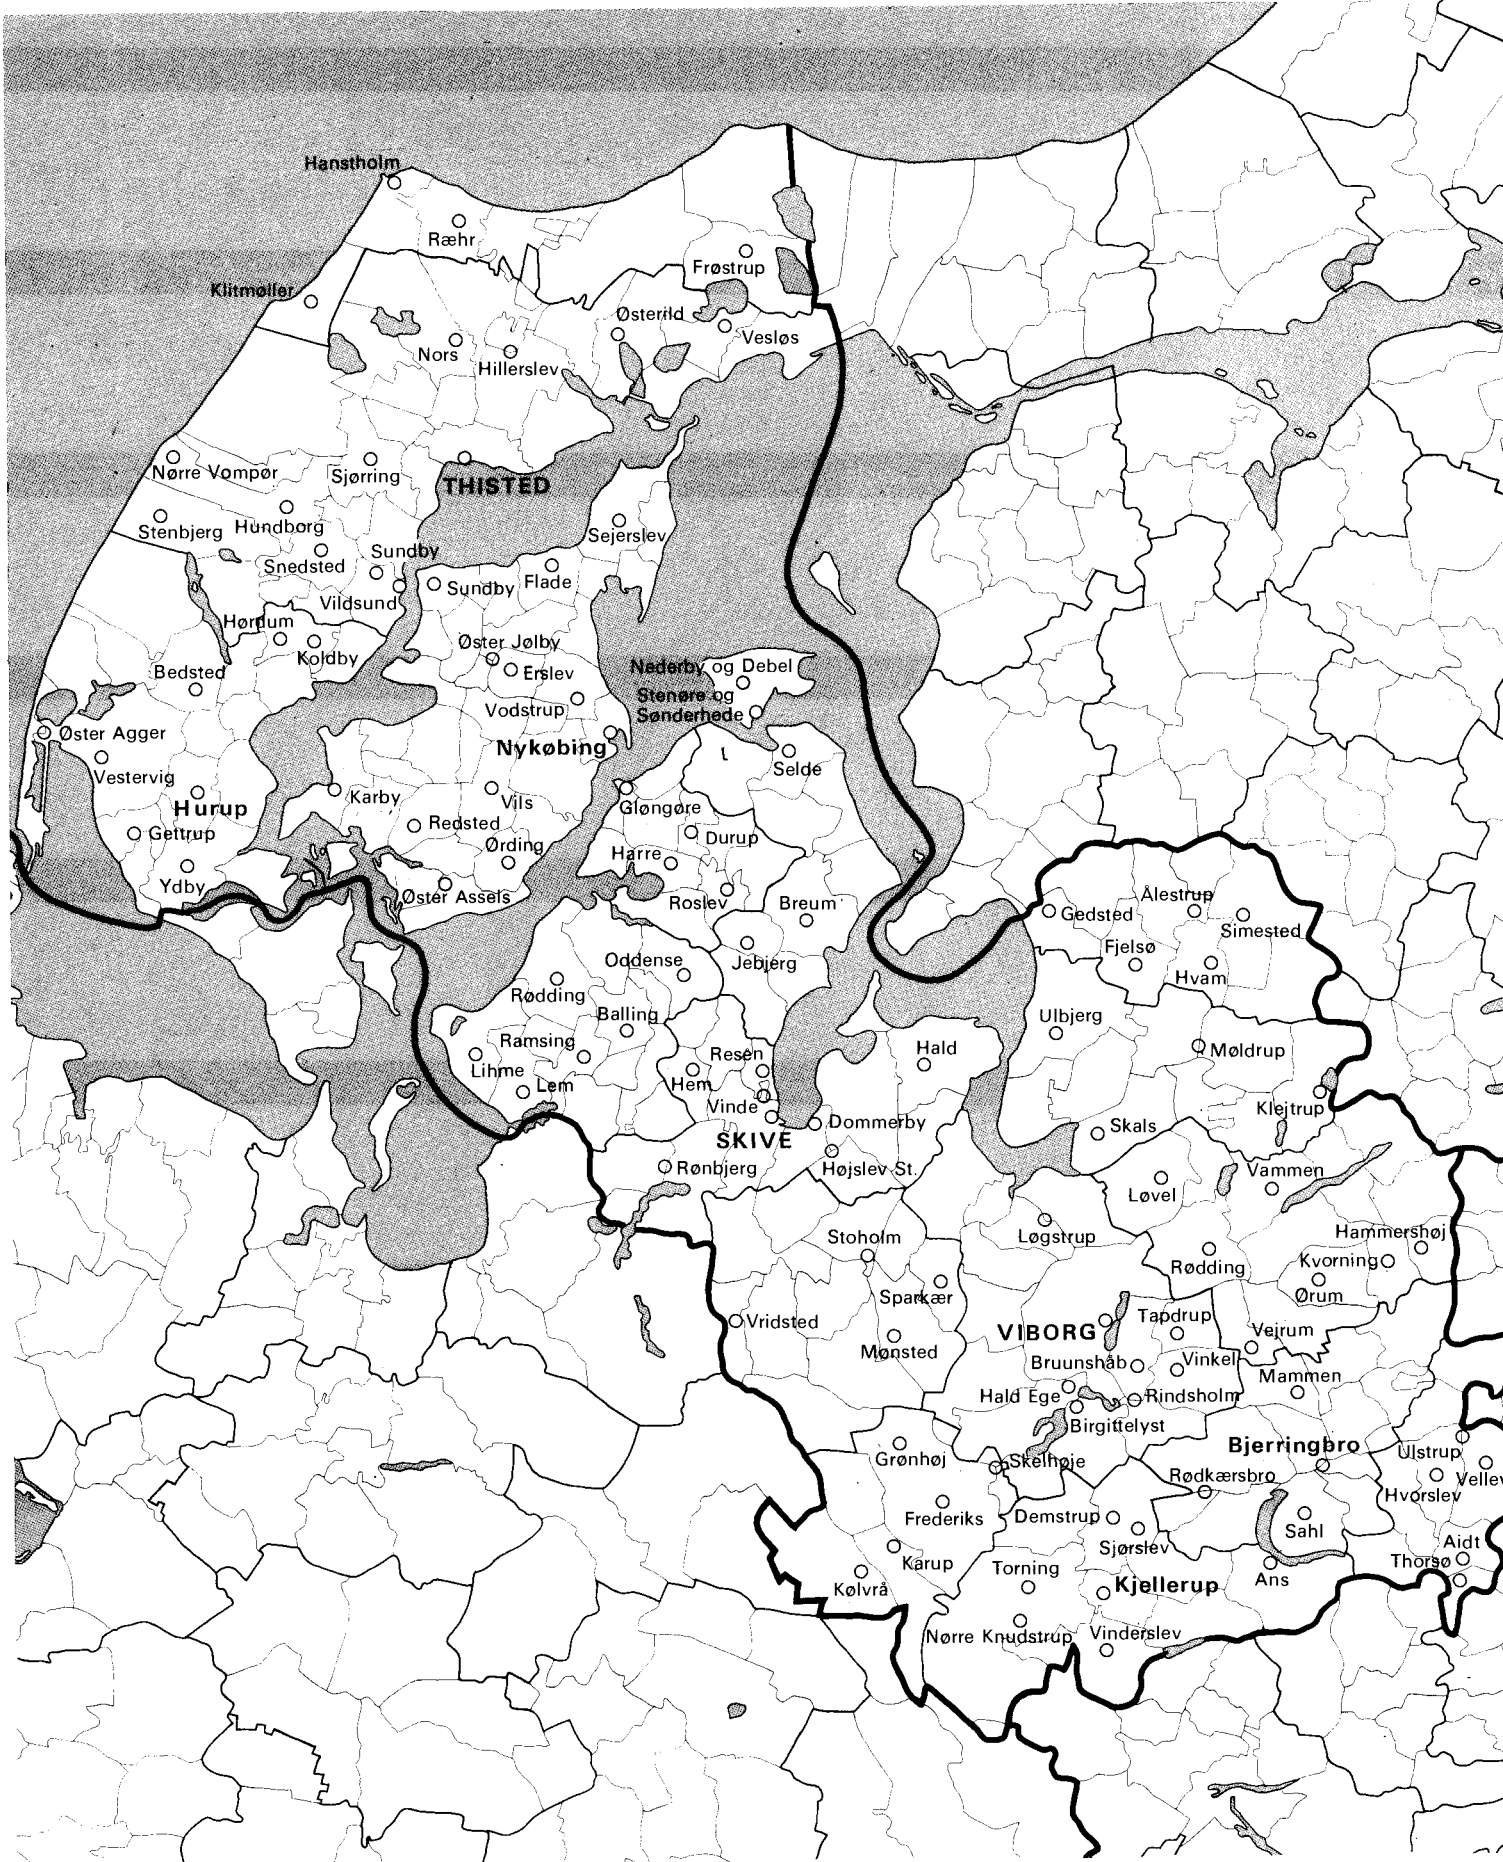 Hanstholm
Ræhr
Frøstrup
Klitmøller
Østerild
Vesløs
Nors
Hillerslev
Nørre Vompør
Sjørring
THISTED
Stenbjerg
Hundborg
Sejerslev
Snedsted
Sundby
Vildsund
Sundby
Flade
Hørdum
Koldby
Øster Jølby
Erslev
Bedsted
Nederby og Debel
Stenøre og
Sønderhede
Vodstrup
Nykøbing
Øster Agger
Vestervig
Selde
Hurup
Karby
Vils
Gløngøre
Gettrup
Redsted
Durup
Ørding
Harre
Ydby
Øster Assels
Roslev
Breum
Gedsted
Ålestrup
Simested
Fjelsø
Hvam
Oddense
Jebjerg
Rødding
Balling
Ulbjerg
Ramsing
Resen
Hald
Møldrup
Lihme
Lem
Hem
Vinde
Klejtrup
SKIVE
Dommerby
Skals
Rønbjerg
Højslev St.
Vammen
Løvel
Stoholm
Løgstrup
Hammershøj
Rødding
Kvorning
Ørum
Sparkær
Vridsted
VIBORG
Tapdrup
Vejrum
Mønsted
Bruunshåb
Vinkel
Mammen
Hald Ege
Rindsholm
Birgittelyst
Bjerringbro
Ulstrup
Grønhøj
Skelhøje
Rødkærsbro
Vellev
Hvorslev
Frederiks
Demstrup
Sahl
Sjørslev
Aidt
Karup
Torning
Thorsø
Kølvrå
Kjellerup
Ans
Nørre Knudstrup
Vinderslev